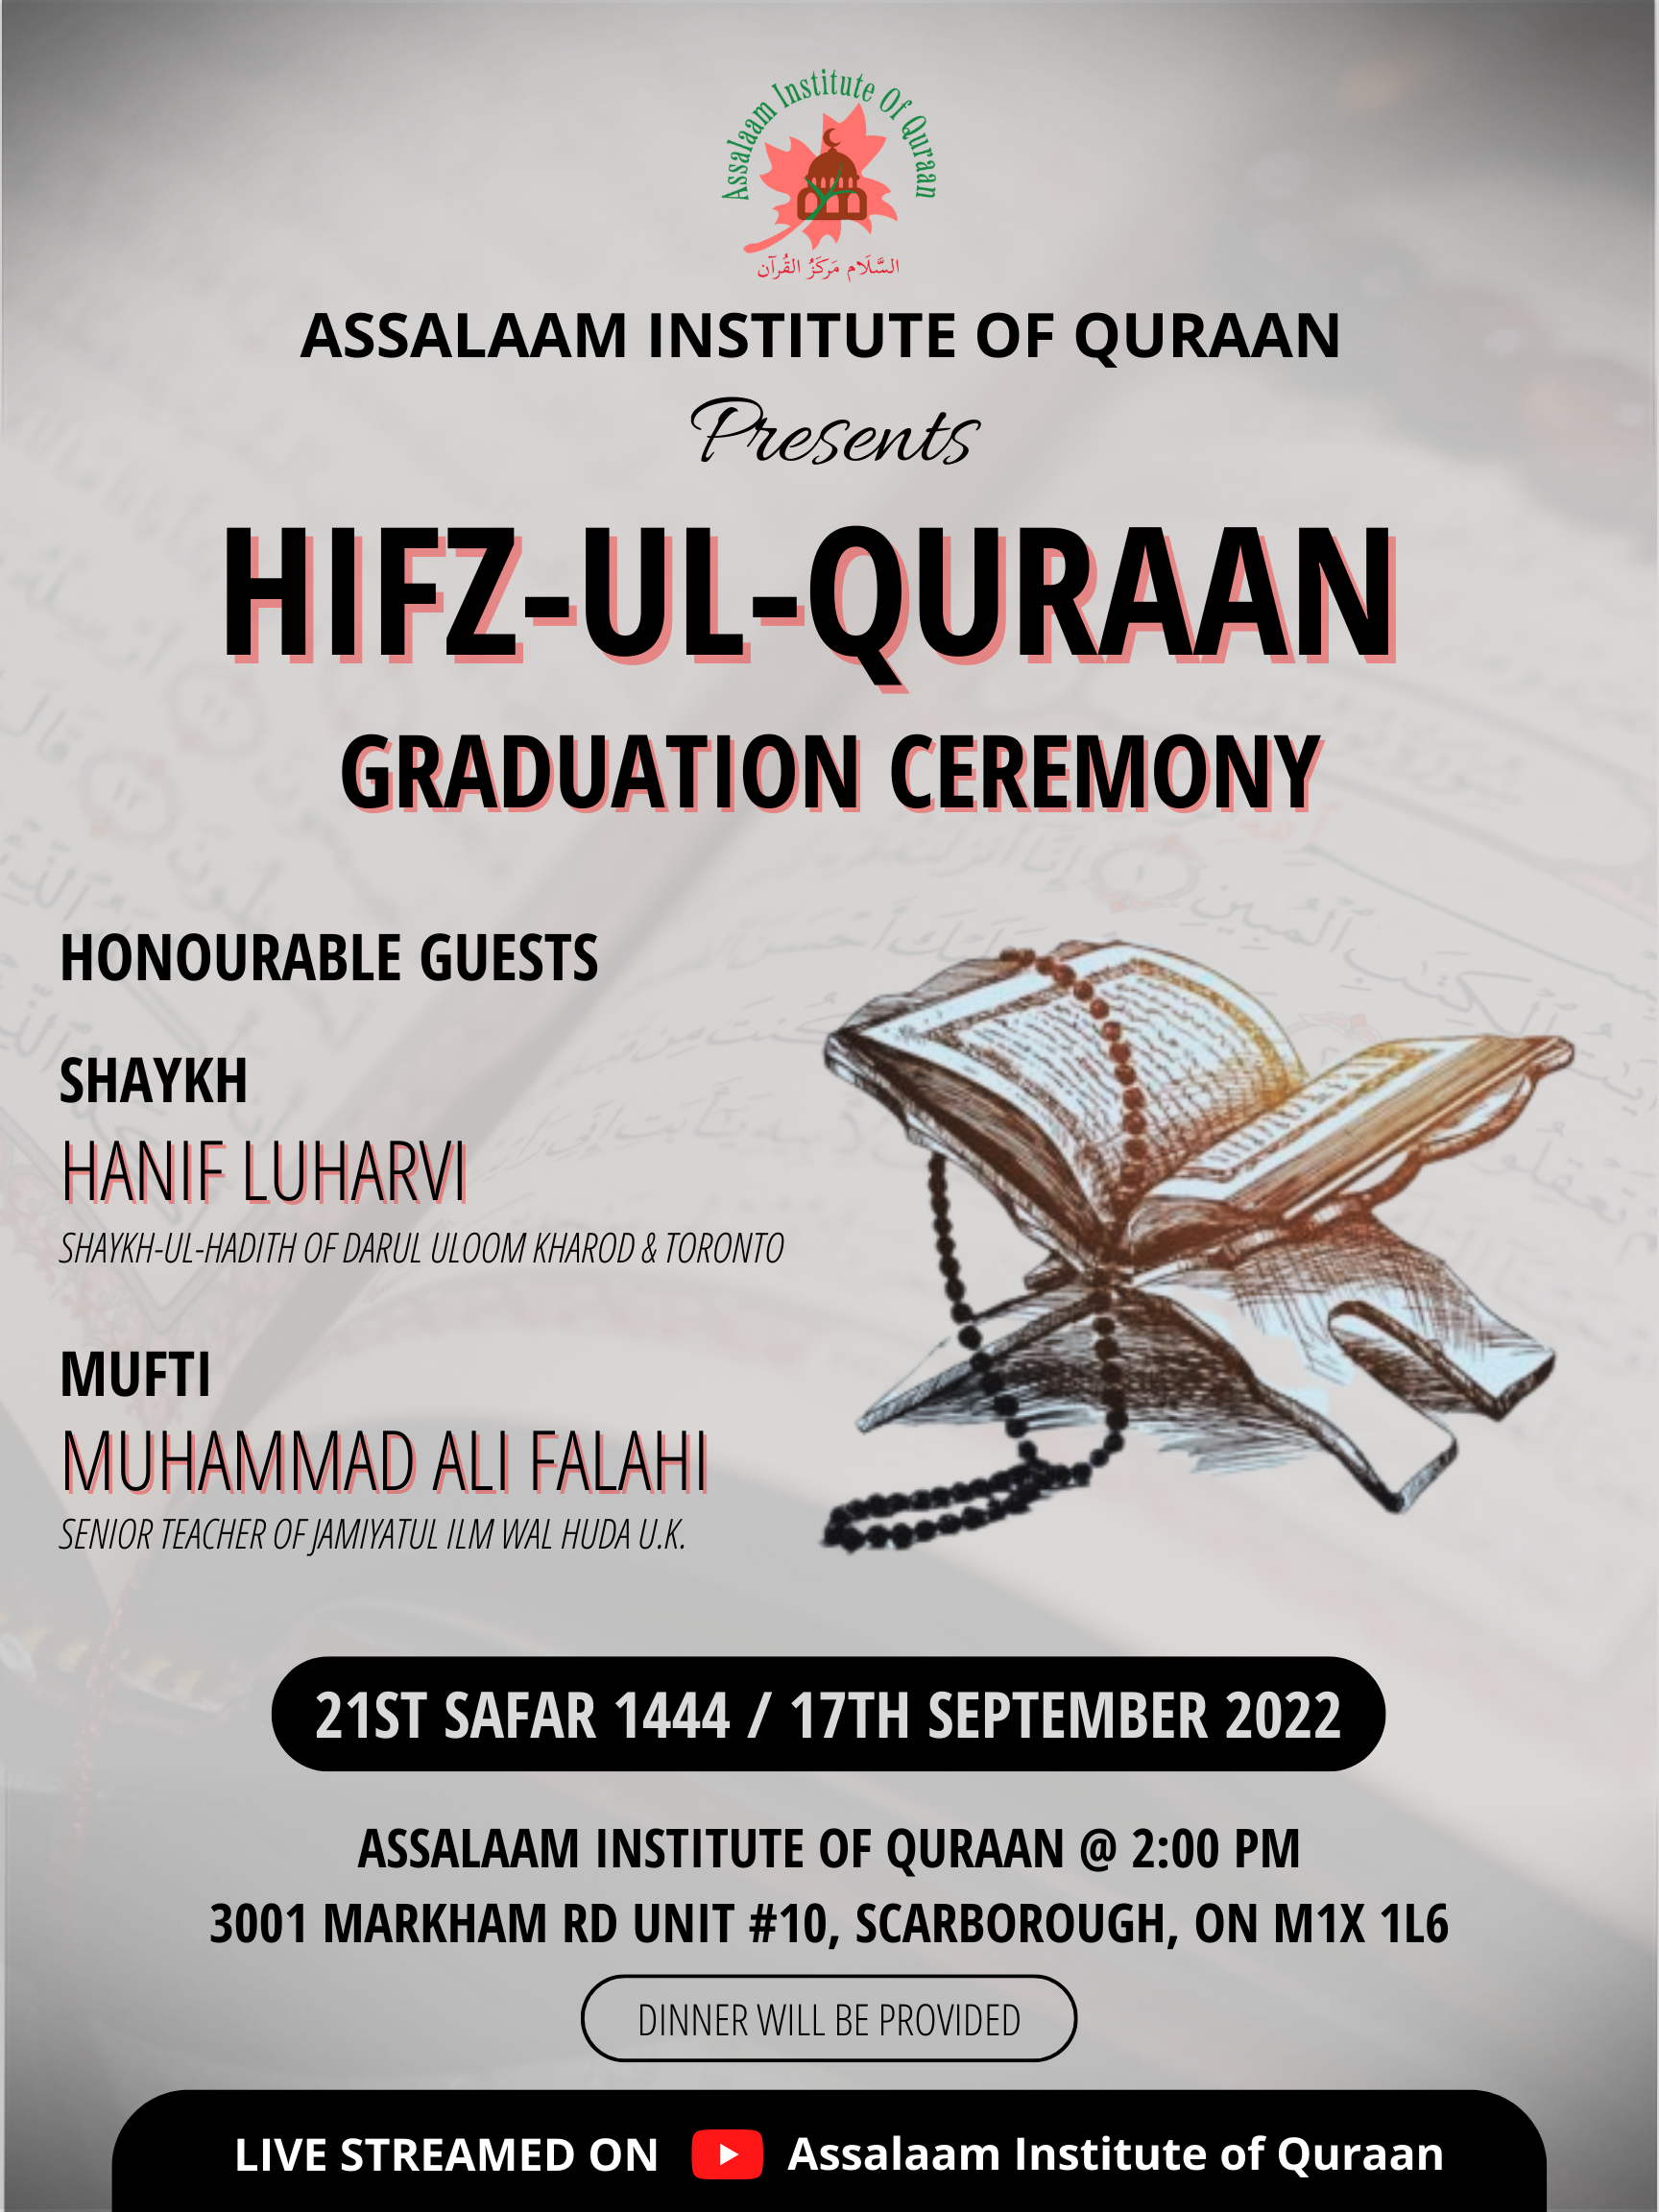 Assalaam Institute Of Quraan
السَّلَام مَركَزُ القُرآن
ASSALAAM INSTITUTE OF QURAAN
Presents
HIFZ-UL-QURAAN
GRADUATION CEREMONY
HONOURABLE GUESTS
SHAYKH
HANIF LUHARVI
SHAYKH-UL-HADITH OF DARUL ULOOM KHAROD & TORONTO
MUFTI
MUHAMMAD ALI FALAHI
SENIOR TEACHER OF JAMIYATUL ILM WAL HUDA U.K.
21ST SAFAR 1444 / 17TH SEPTEMBER 2022
ASSALAAM INSTITUTE OF QURAAN @ 2:00 PM
3001 MARKHAM RD UNIT #10, SCARBOROUGH, ON M1X 1L6
DINNER WILL BE PROVIDED
LIVE STREAMED ON Assalaam Institute of Quraan